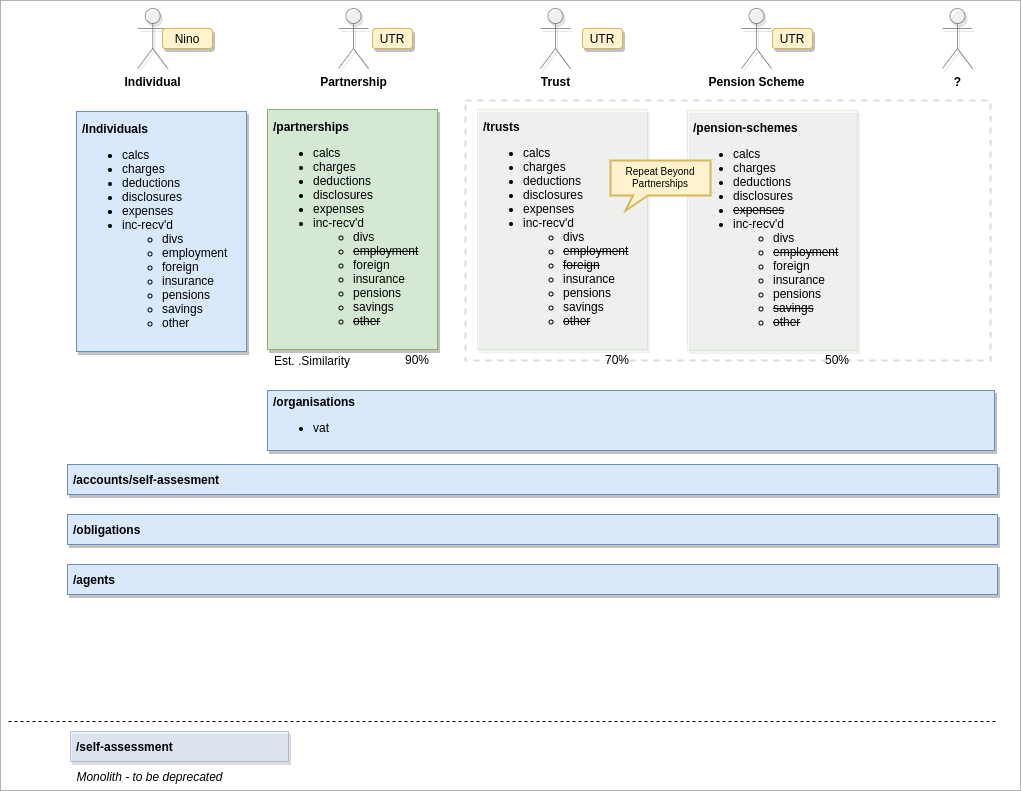 Nino
UTR
UTR
UTR
Individual
Partnership
Trust
Pension Scheme
?
/Individuals
calcs
charges
deductions
disclosures
expenses
inc-recv'd
divs
employment
foreign
insurance
pensions
savings
other
/partnerships
calcs
charges
deductions
disclosures
expenses
inc-recv'd
divs
employment
foreign
insurance
pensions
savings
other
/trusts
calcs
charges
deductions
disclosures
expenses
inc-recv'd
divs
employment
foreign
insurance
pensions
savings
other
Repeat Beyond
Partnerships
/pension-schemes
calcs
charges
deductions
disclosures
expenses
inc-recv'd
divs
employment
foreign
insurance
pensions
savings
other
Est. .Similarity
90%
70%
50%
/organisations
vat
/accounts/self-assesment
/obligations
/agents
/self-assessment
Monolith - to be deprecated